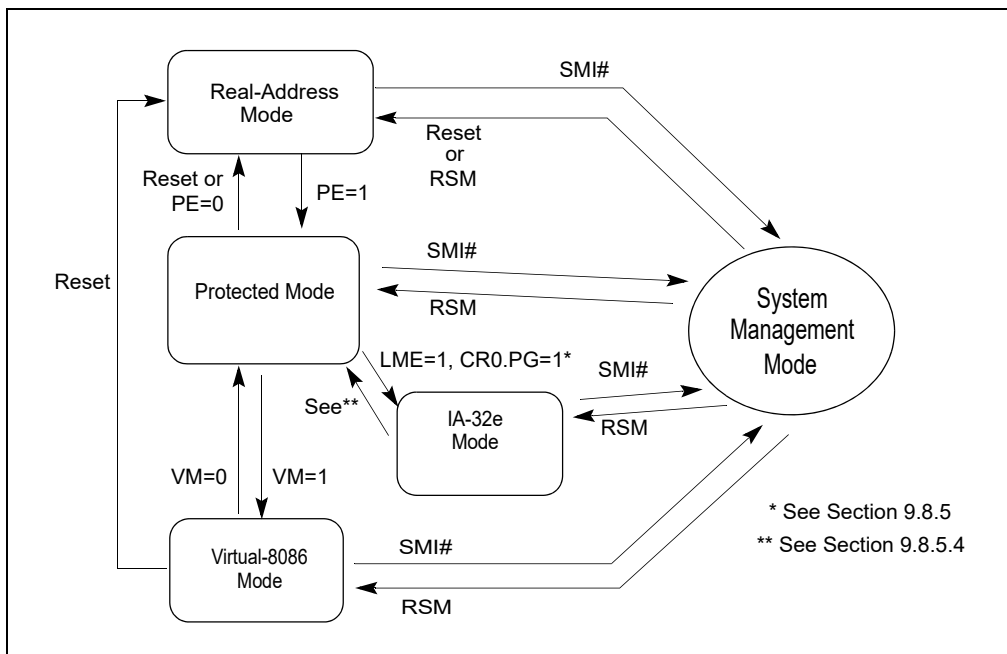 SMI#
Real-Address
Mode
Reset
or
RSM
Reset or
PE=0
PE=1
SMI#
Reset
Protected Mode
RSM
System
Management
Mode
LME=1, CR0.PG=1*
SMI#
See**
IA-32e
Mode
RSM
VM=0
VM=1
* See Section 9.8.5
SMI#
** See Section 9.8.5.4
Virtual-8086
Mode
RSM